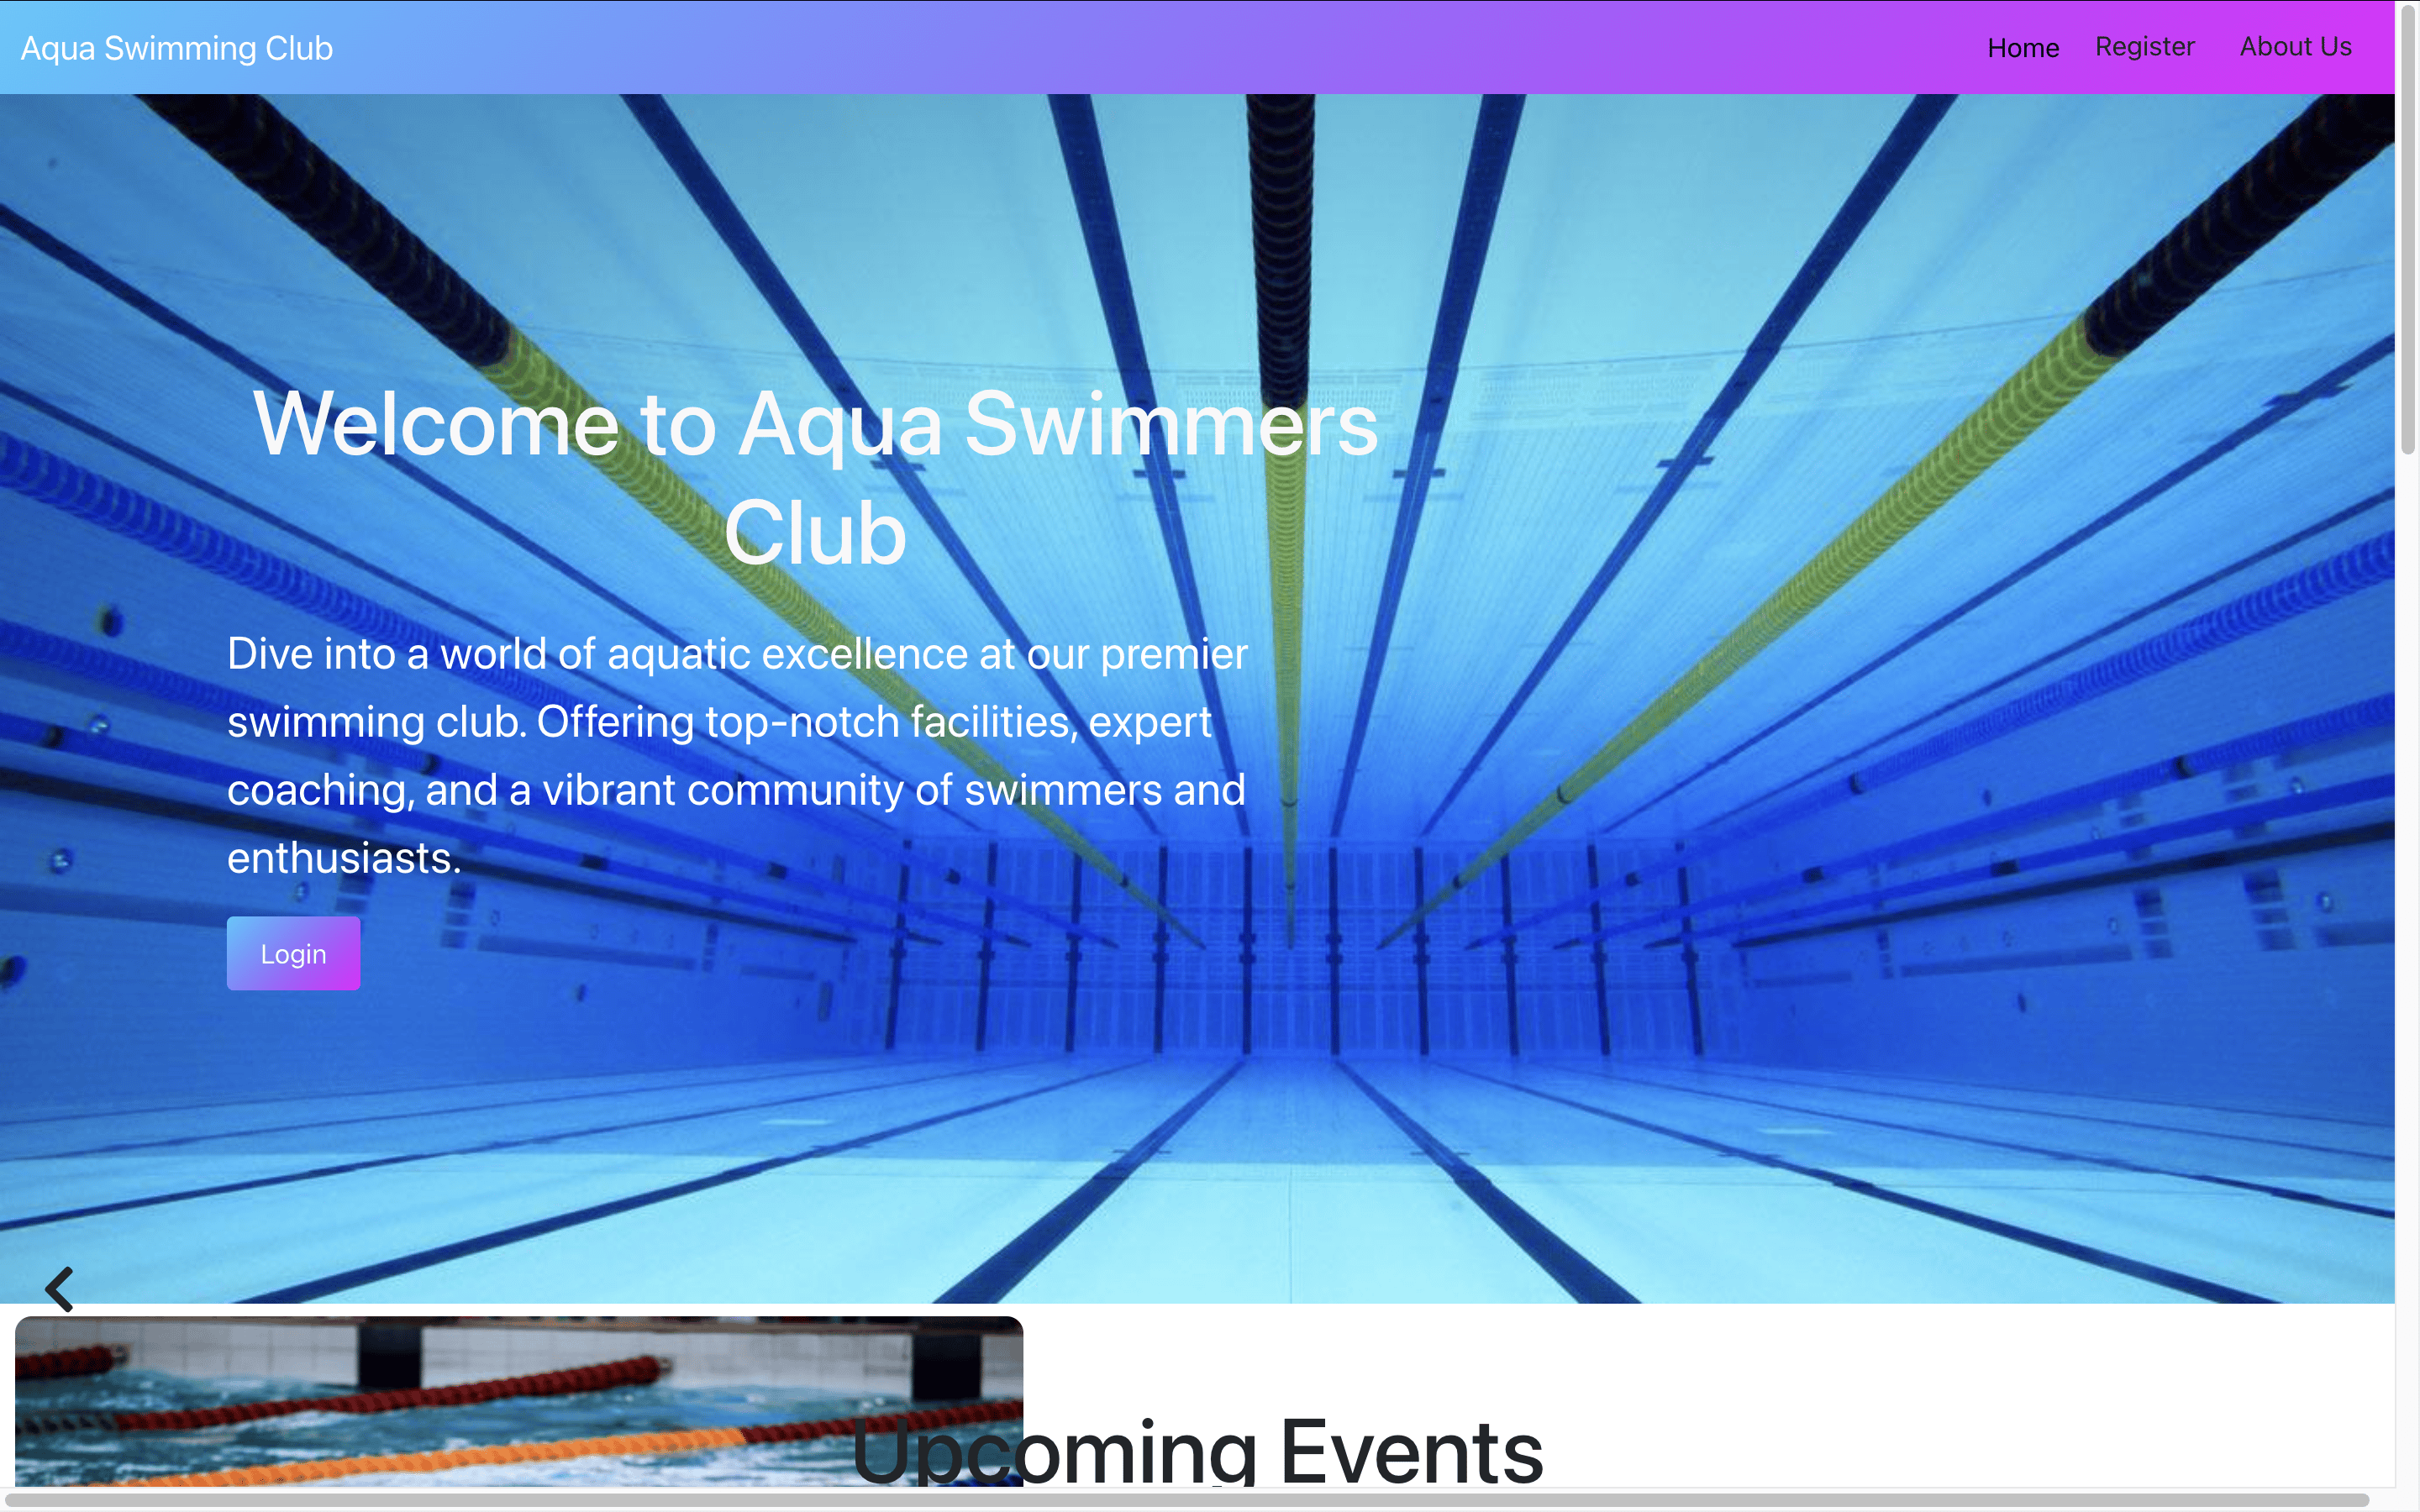 Aqua Swimming Club
Home Register About Us
Welcome to Aqua Swimmers
Club
Dive into a world of aquatic excellence at our premier
swimming club. Offering top-notch facilities, expert
coaching, and a vibrant community of swimmers and
enthusiasts.
Login
Upcoming Events